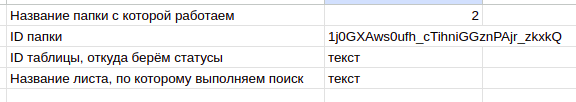 Название папки с которой работаем 2
ID папки 1j0GXAws0ufh_cTihniGGznPAjr_zkxkQ
ID таблицы, откуда берём статусы текст
Название листа, по которому выполняем поиск текст